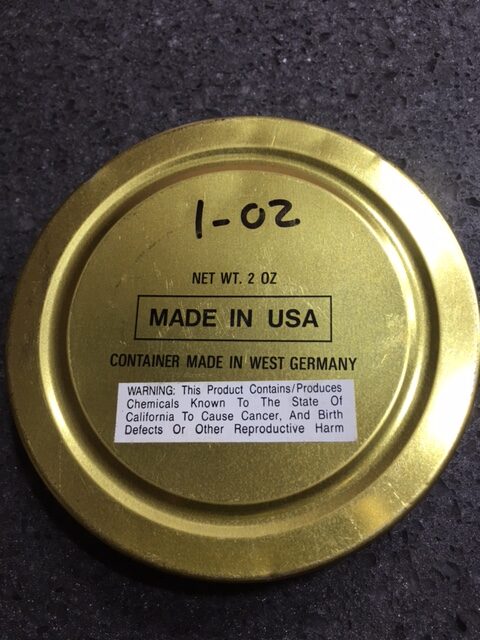 1-02
NET WT. 2 OZ
MADE IN USA
CONTAINER MADE IN WEST GERMANY
WARNING: This Product Contains/Produces
Chemicals Known To The State Of
California To Cause Cancer, And Birth
Defects Or Other Reproductive Harm